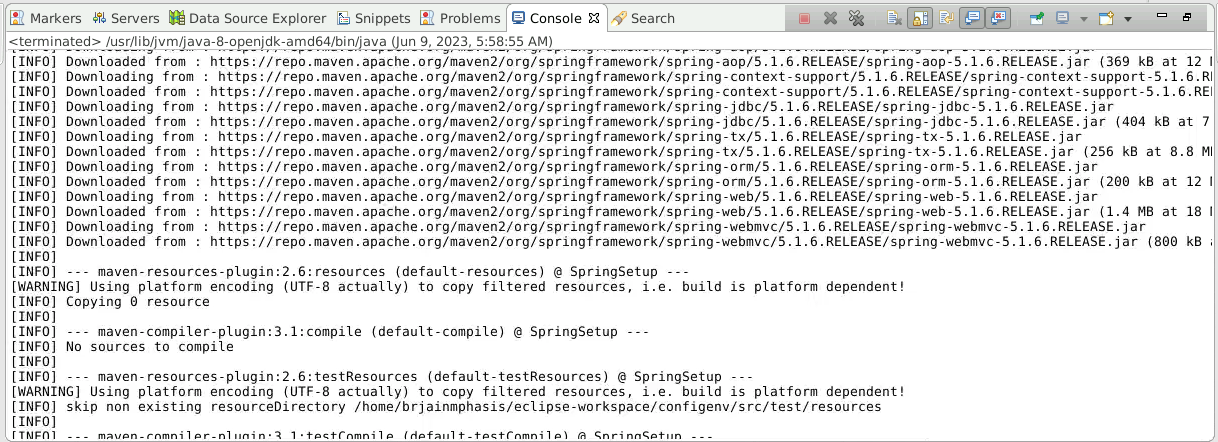 Markers Servers Data Source Explorer Snippets Problems Console Search
<terminated> /usr/lib/jvm/java-8-openjdk-amd64/bin/java (Jun 9, 2023, 5:58:55 AM)
[INFO] Downloaded from : https://repo.maven.apache.org/maven2/org/springframework/spring-aop/5.1.6.RELEASE/spring-aop-5.1.6.RELEASE.jar (369 kB at 12
[INFO] Downloading from : https://repo.maven.apache.org/maven2/org/springframework/spring-context-support/5.1.6.RELEASE/spring-context-support-5.1.6.RE
[INFO] Downloaded from : https://repo.maven.apache.org/maven2/org/springframework/spring-context-support/5.1.6.RELEASE/spring-context-support-5.1.6.REL
[INFO] Downloading from : https://repo.maven.apache.org/maven2/org/springframework/spring-jdbc/5.1.6.RELEASE/spring-jdbc-5.1.6.RELEASE.jar
[INFO] Downloaded from : https://repo.maven.apache.org/maven2/org/springframework/spring-jdbc/5.1.6.RELEASE/spring-jdbc-5.1.6.RELEASE.jar (404 kB at 7
[INFO] Downloading from : https://repo.maven.apache.org/maven2/org/springframework/spring-tx/5.1.6.RELEASE/spring-tx-5.1.6.RELEASE.jar
[INFO] Downloaded from : https://repo.maven.apache.org/maven2/org/springframework/spring-tx/5.1.6.RELEASE/spring-tx-5.1.6.RELEASE.jar (256 kB at 8.8
[INFO] Downloading from : https://repo.maven.apache.org/maven2/org/springframework/spring-orm/5.1.6.RELEASE/spring-orm-5.1.6.RELEASE.jar
[INFO] Downloaded from : https://repo.maven.apache.org/maven2/org/springframework/spring-orm/5.1.6.RELEASE/spring-orm-5.1.6.RELEASE.jar (200 kB at 12
[INFO] Downloading from : https://repo.maven.apache.org/maven2/org/springframework/spring-web/5.1.6.RELEASE/spring-web-5.1.6.RELEASE.jar
[INFO] Downloaded from : https://repo.maven.apache.org/maven2/org/springframework/spring-web/5.1.6.RELEASE/spring-web-5.1.6.RELEASE.jar (1.4 MB at 18
[INFO] Downloading from : https://repo.maven.apache.org/maven2/org/springframework/spring-webmvc/5.1.6.RELEASE/spring-webmvc-5.1.6.RELEASE.jar
[INFO] Downloaded from : https://repo.maven.apache.org/maven2/org/springframework/spring-webmvc/5.1.6.RELEASE/spring-webmvc-5.1.6.RELEASE.jar (800 kB
[INFO]
[INFO] --- maven-resources-plugin:2.6:resources (default-resources) @ SpringSetup ---
[WARNING] Using platform encoding (UTF-8 actually) to copy filtered resources, i.e. build is platform dependent!
[INFO] Copying 0 resource
[INFO]
[INFO] --- maven-compiler-plugin:3.1:compile (default-compile) @ SpringSetup ---
[INFO] No sources to compile
[INFO]
[INFO] --- maven-resources-plugin:2.6:testResources (default-testResources) @ SpringSetup ---
[WARNING] Using platform encoding (UTF-8 actually) to copy filtered resources, i.e. build is platform dependent!
[INFO] skip non existing resourceDirectory /home/brjainmphasis/eclipse-workspace/configenv/src/test/resources
[INFO]
[INFO] --- maven-compiler-plugin:3.1:testCompile (default-testCompile) @ SpringSetup ---